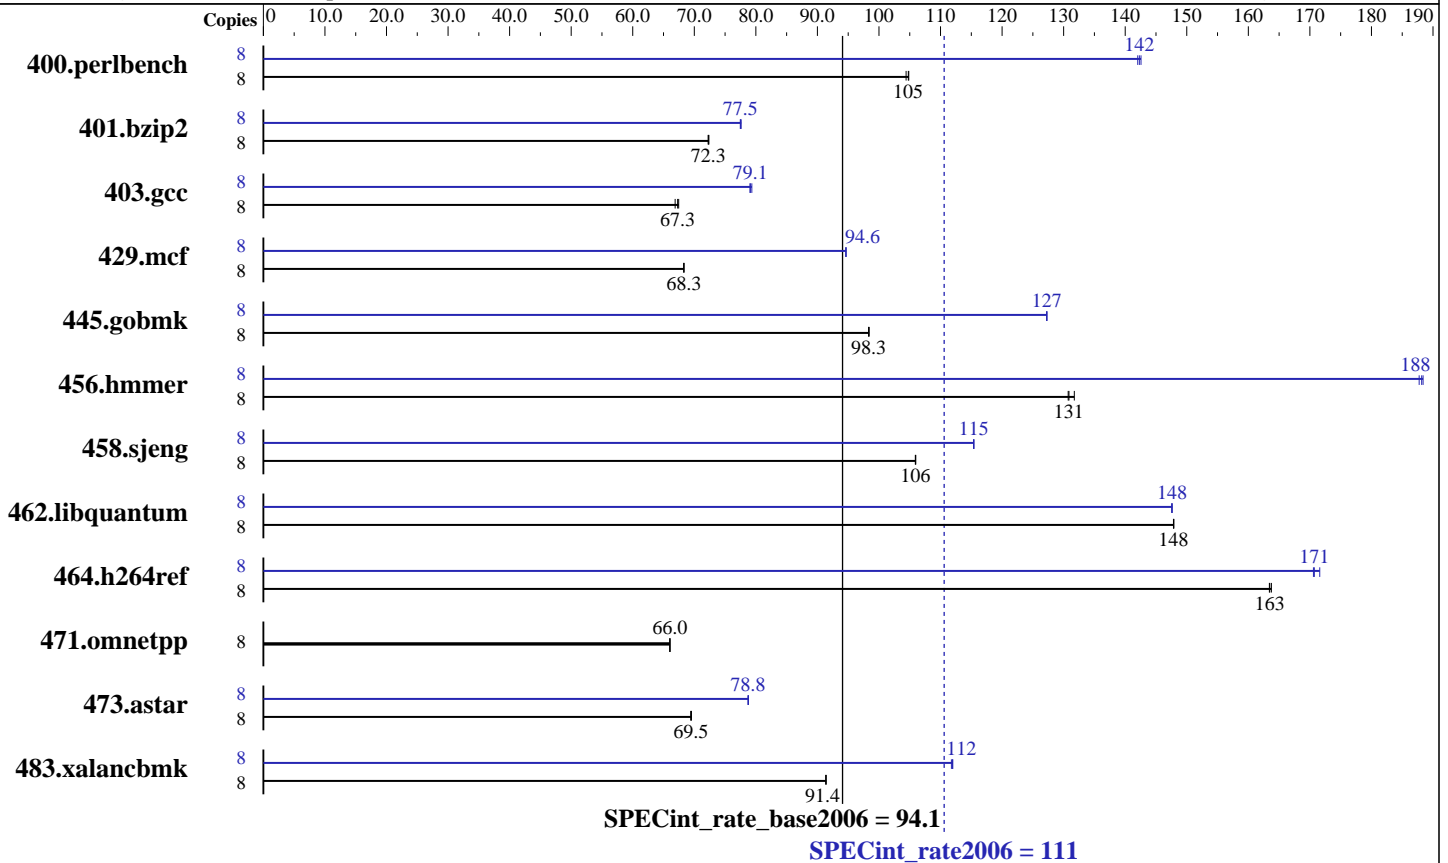 Copies 0 10.0 20.0 30.0 40.0 50.0 60.0 70.0 80.0 90.0 100 110 120 130 140 150 160 170 180 190
400.perlbench 8 142
8 105
401.bzip2 8 77.5
8 72.3
403.gcc 8 79.1
8 67.3
429.mcf 8 94.6
8 68.3
445.gobmk 8 127
8 98.3
456.hmmer 8 188
8 131
458.sjeng 8 115
8 106
462.libquantum 8 148
8 148
464.h264ref 8 171
8 163
471.omnetpp 8 66.0
473.astar 8 78.8
8 69.5
483.xalancbmk 8 112
8 91.4
SPECint_rate_base2006 = 94.1
SPECint_rate2006 = 111